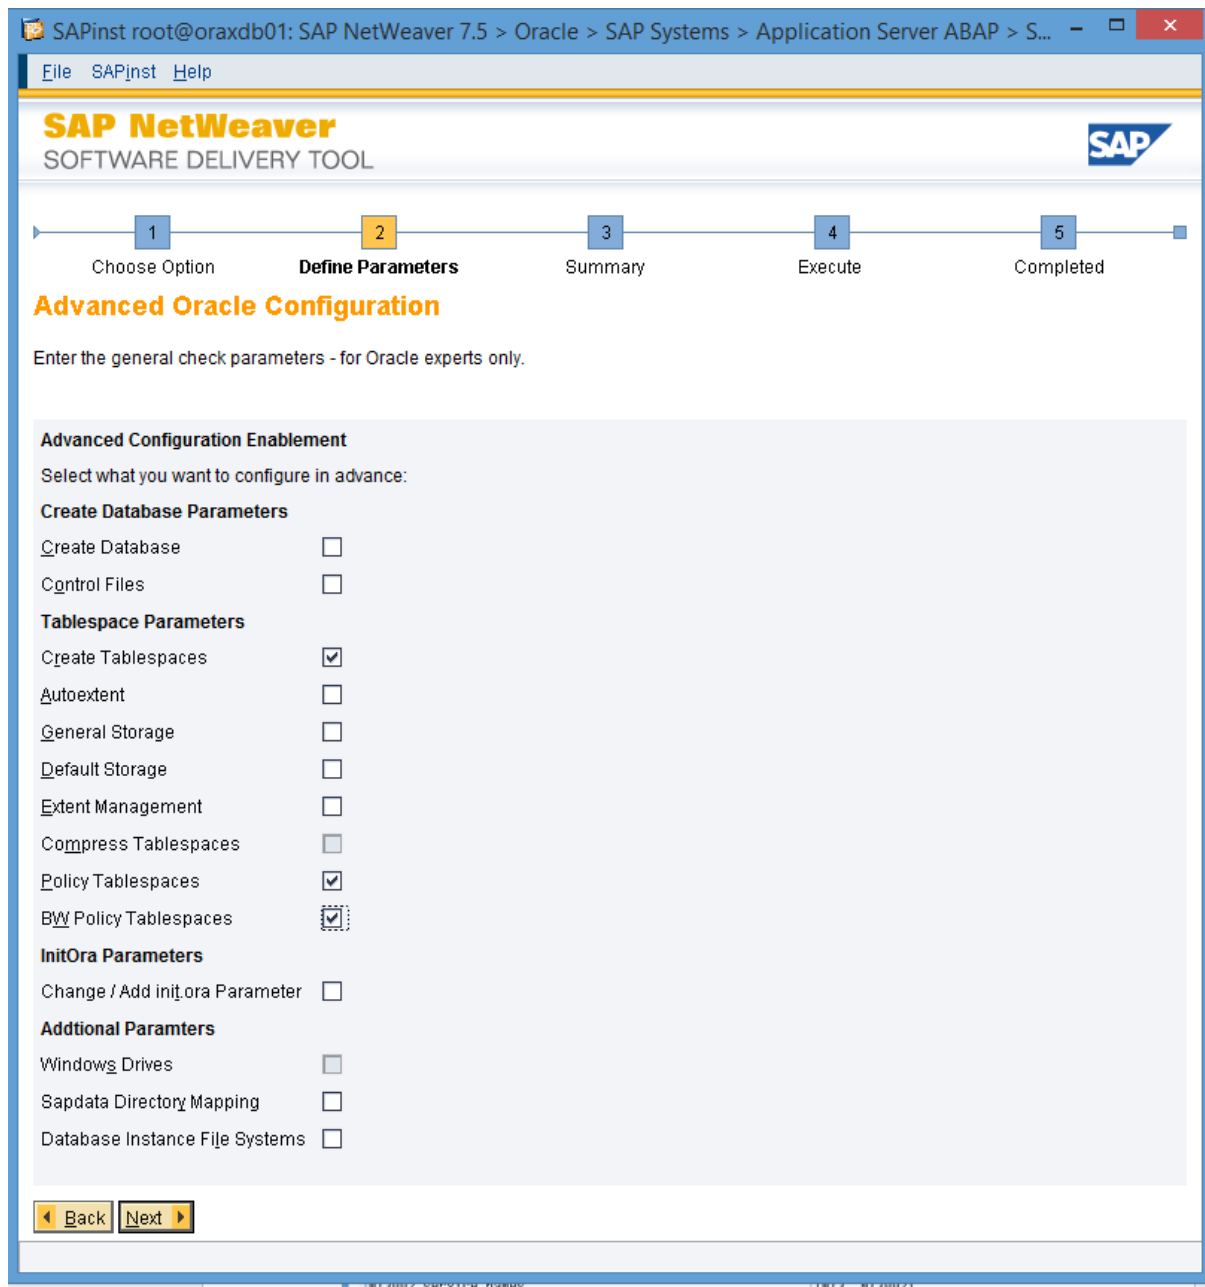 SAPinst root@oraxdb01: SAP NetWeaver 7.5 > Oracle > SAP Systems > Application Server ABAP > S...
File SAPinst Help
SAP NetWeaver
SOFTWARE DELIVERY TOOL
SAP
1 2 3 4 5
Choose Option Define Parameters Summary Execute Completed
Advanced Oracle Configuration
Enter the general check parameters - for Oracle experts only.
Advanced Configuration Enablement
Select what you want to configure in advance:
Create Database Parameters
Create Database
Control Files
Tablespace Parameters
Create Tablespaces
Autoextent
General Storage
Default Storage
Extent Management
Compress Tablespaces
Policy Tablespaces
BW Policy Tablespaces
InitOra Parameters
Change / Add init.ora Parameter
Addtional Paramters
Windows Drives
Sapdata Directory Mapping
Database Instance File Systems
Back Next